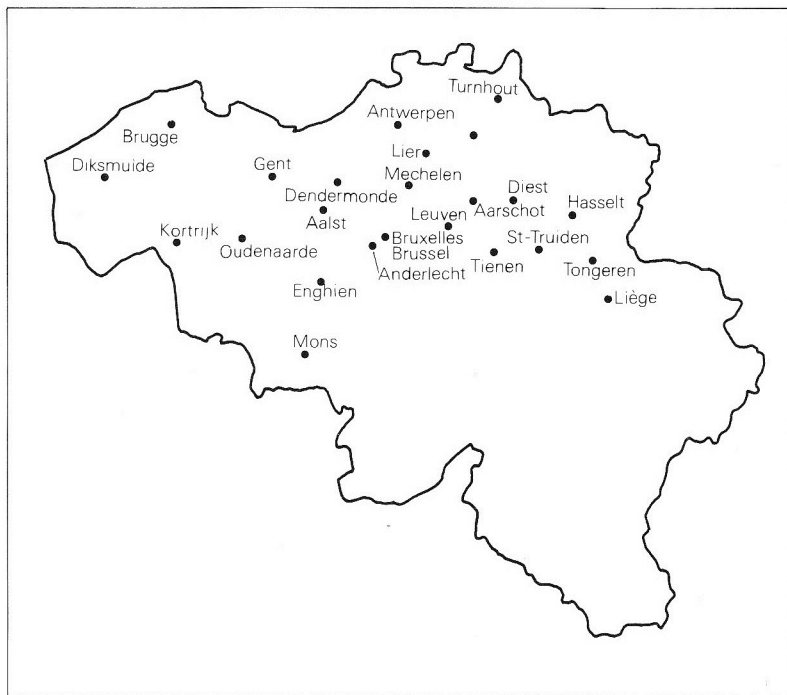 Turnhout
Antwerpen
Brugge
Lier
Diksmuide
Gent
Mechelen
Dendermonde
Diest
Hasselt
Leuven
Aarschot
Aalst
Kortrijk
Oudenaarde
Bruxelles
Brussel
St-Truiden
Anderlecht
Tienen
Tongeren
Enghien
Liège
Mons